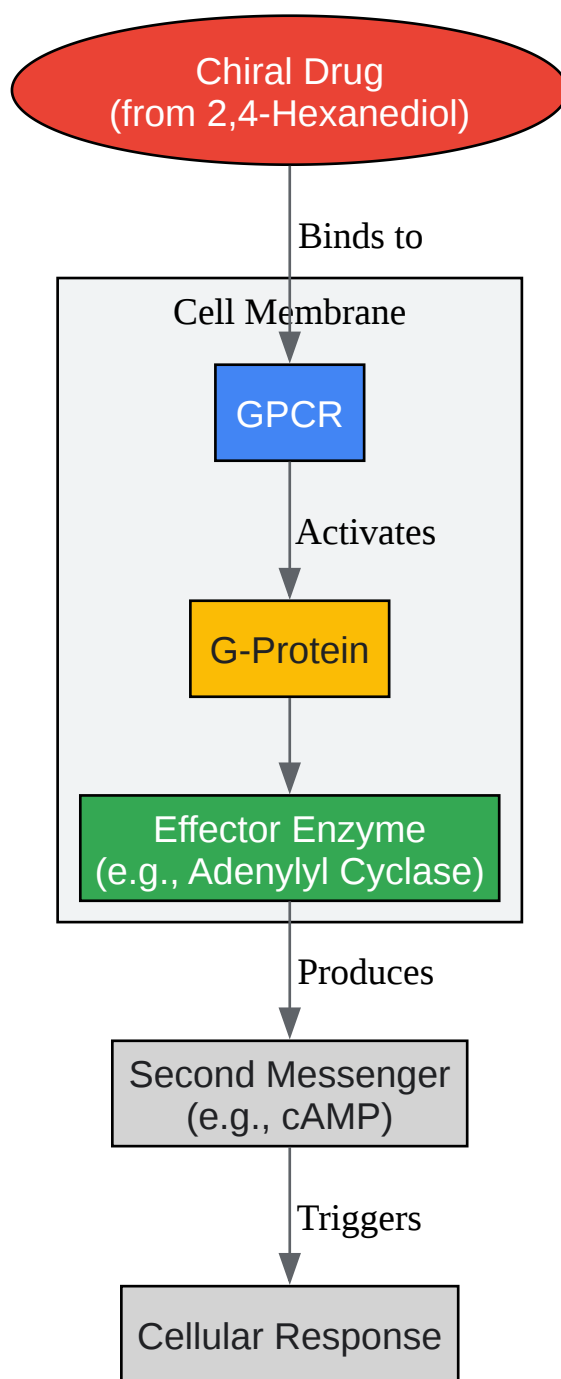 Chiral Drug
(from 2,4-Hexanediol)
Binds to
Cell Membrane
GPCR
Activates
G-Protein
Effector Enzyme
(e.g., Adenylyl Cyclase)
Produces
Second Messenger
(e.g., cAMP)
Triggers
Cellular Response